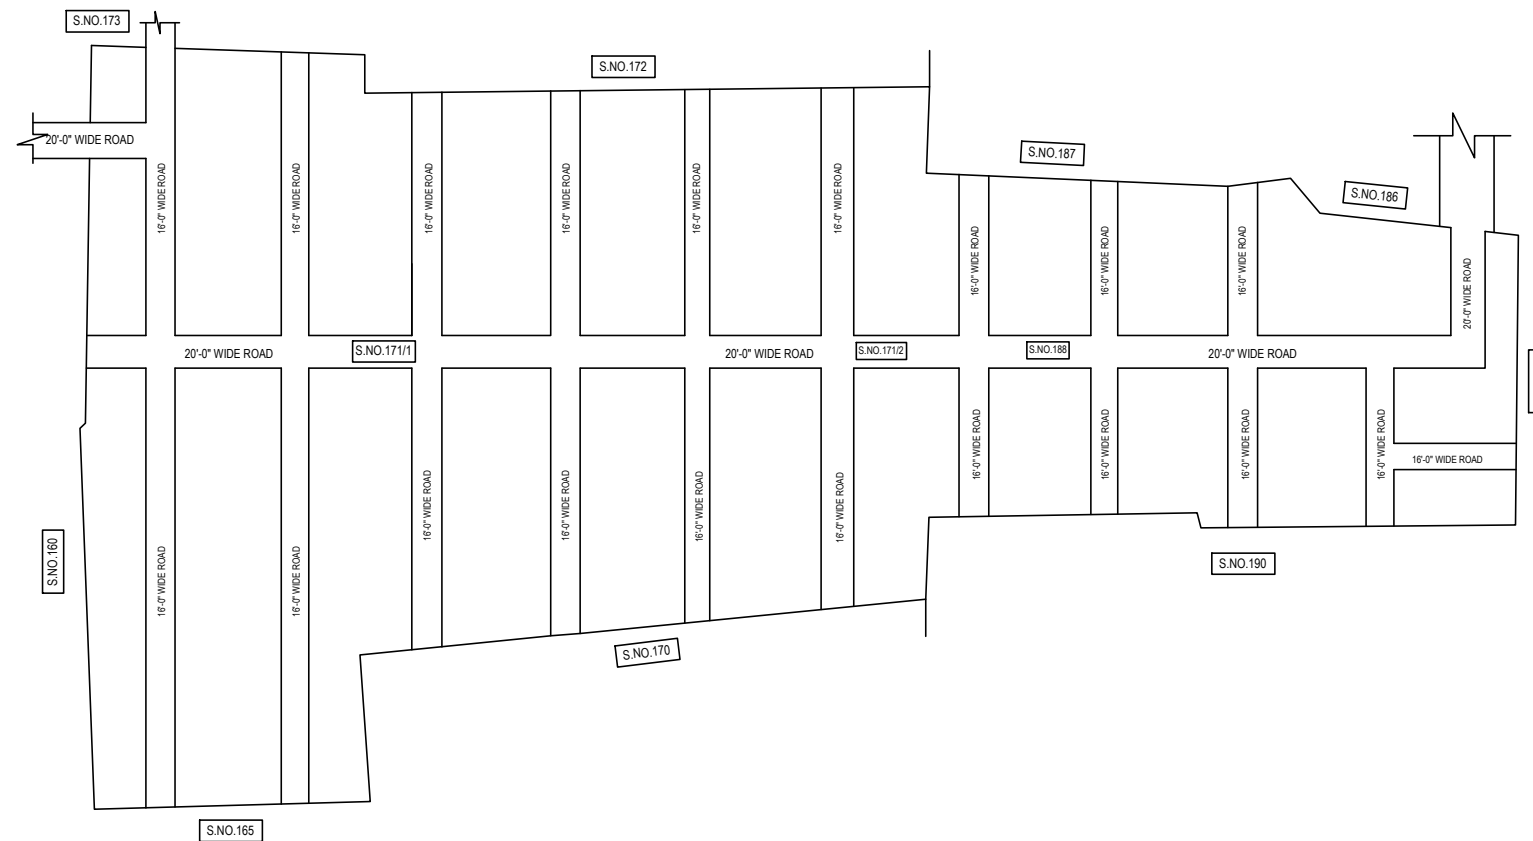 S.NO.173
S.NO.172
20'-0" WIDE ROAD
S.NO.187
S.NO.186
16'-0" WIDE ROAD
16'-0" WIDE ROAD
16'-0" WIDE ROAD
16'-0" WIDE ROAD
16'-0" WIDE ROAD
16'-0" WIDE ROAD
16'-0" WIDE ROAD
16'-0" WIDE ROAD
16'-0" WIDE ROAD
20'-0" WIDE ROAD
20'-0" WIDE ROAD
S.NO.171/1
20'-0" WIDE ROAD
S.NO.171/2
S.NO.188
20'-0" WIDE ROAD
16'-0" WIDE ROAD
16'-0" WIDE ROAD
16'-0" WIDE ROAD
16'-0" WIDE ROAD
16'-0" WIDE ROAD
16'-0" WIDE ROAD
16'-0" WIDE ROAD
16'-0" WIDE ROAD
16'-0" WIDE ROAD
S.NO.160
16'-0" WIDE ROAD
16'-0" WIDE ROAD
S.NO.190
S.NO.170
S.NO.165